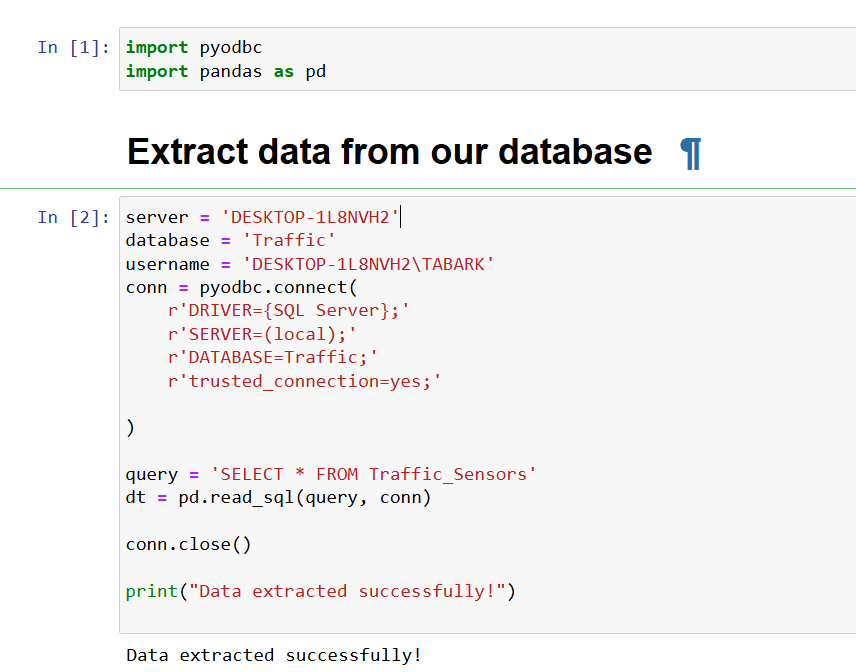 In [1]: import pyodbc
import pandas as pd
Extract data from our database ¶
In [2]: server = 'DESKTOP-1L8NVH2'
database = 'Traffic'
username = 'DESKTOP-1L8NVH2\TABARK'
conn = pyodbc.connect(
    r'DRIVER={SQL Server};'
    r'SERVER=(local);'
    r'DATABASE=Traffic;'
    r'trusted_connection=yes;'
)
query = 'SELECT * FROM Traffic_Sensors'
dt = pd.read_sql(query, conn)
conn.close()
print("Data extracted successfully!")
Data extracted successfully!